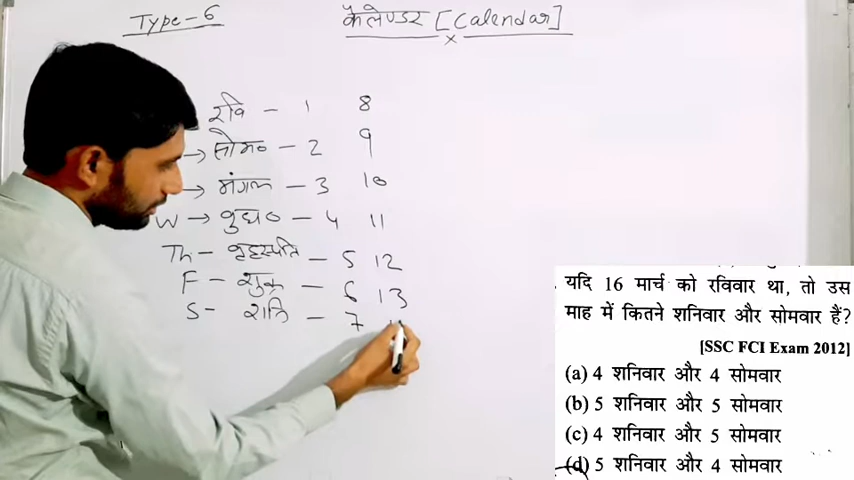 Type-6
कैलेण्डर [Calendar]
x
रवि - 1 8
→ सोम० - 2 9
→ मंगल - 3 10
W → बुध० - 4 11
Th - बृहस्पति - 5 12
F - शुक्र - 6 13
S - शनि - 7
यदि 16 मार्च को रविवार था, तो उस
माह में कितने शनिवार और सोमवार हैं?
[SSC FCI Exam 2012]
(a) 4 शनिवार और 4 सोमवार
(b) 5 शनिवार और 5 सोमवार
(c) 4 शनिवार और 5 सोमवार
(d) 5 शनिवार और 4 सोमवार